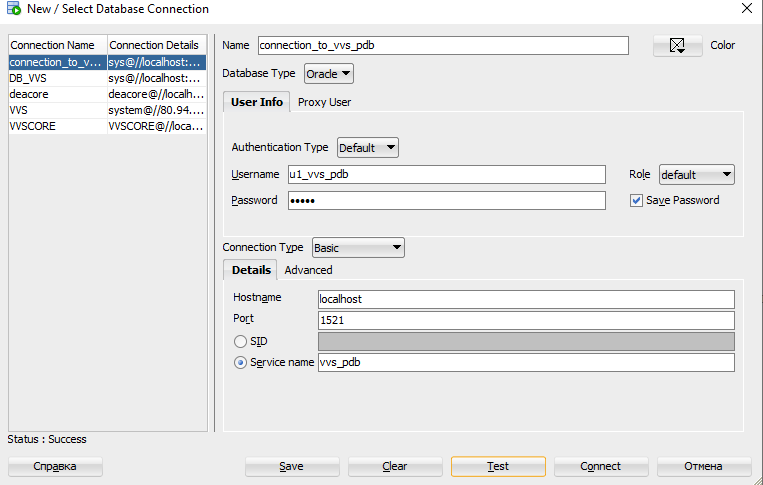 New / Select Database Connection
Connection Name Connection Details
connection_to_v... sys@//localhost:...
DB_VVS sys@//localhost:...
deacore deacore@//localh...
VVS system@//80.94....
VVSCORE VVSCORE@//loca...
Name connection_to_vvs_pdb Color
Database Type Oracle
User Info Proxy User
Authentication Type Default
Username u1_vvs_pdb Role default
Password ••••• Save Password
Connection Type Basic
Details Advanced
Hostname localhost
Port 1521
SID
Service name vvs_pdb
Status : Success
Справка Save Clear Test Connect Отмена